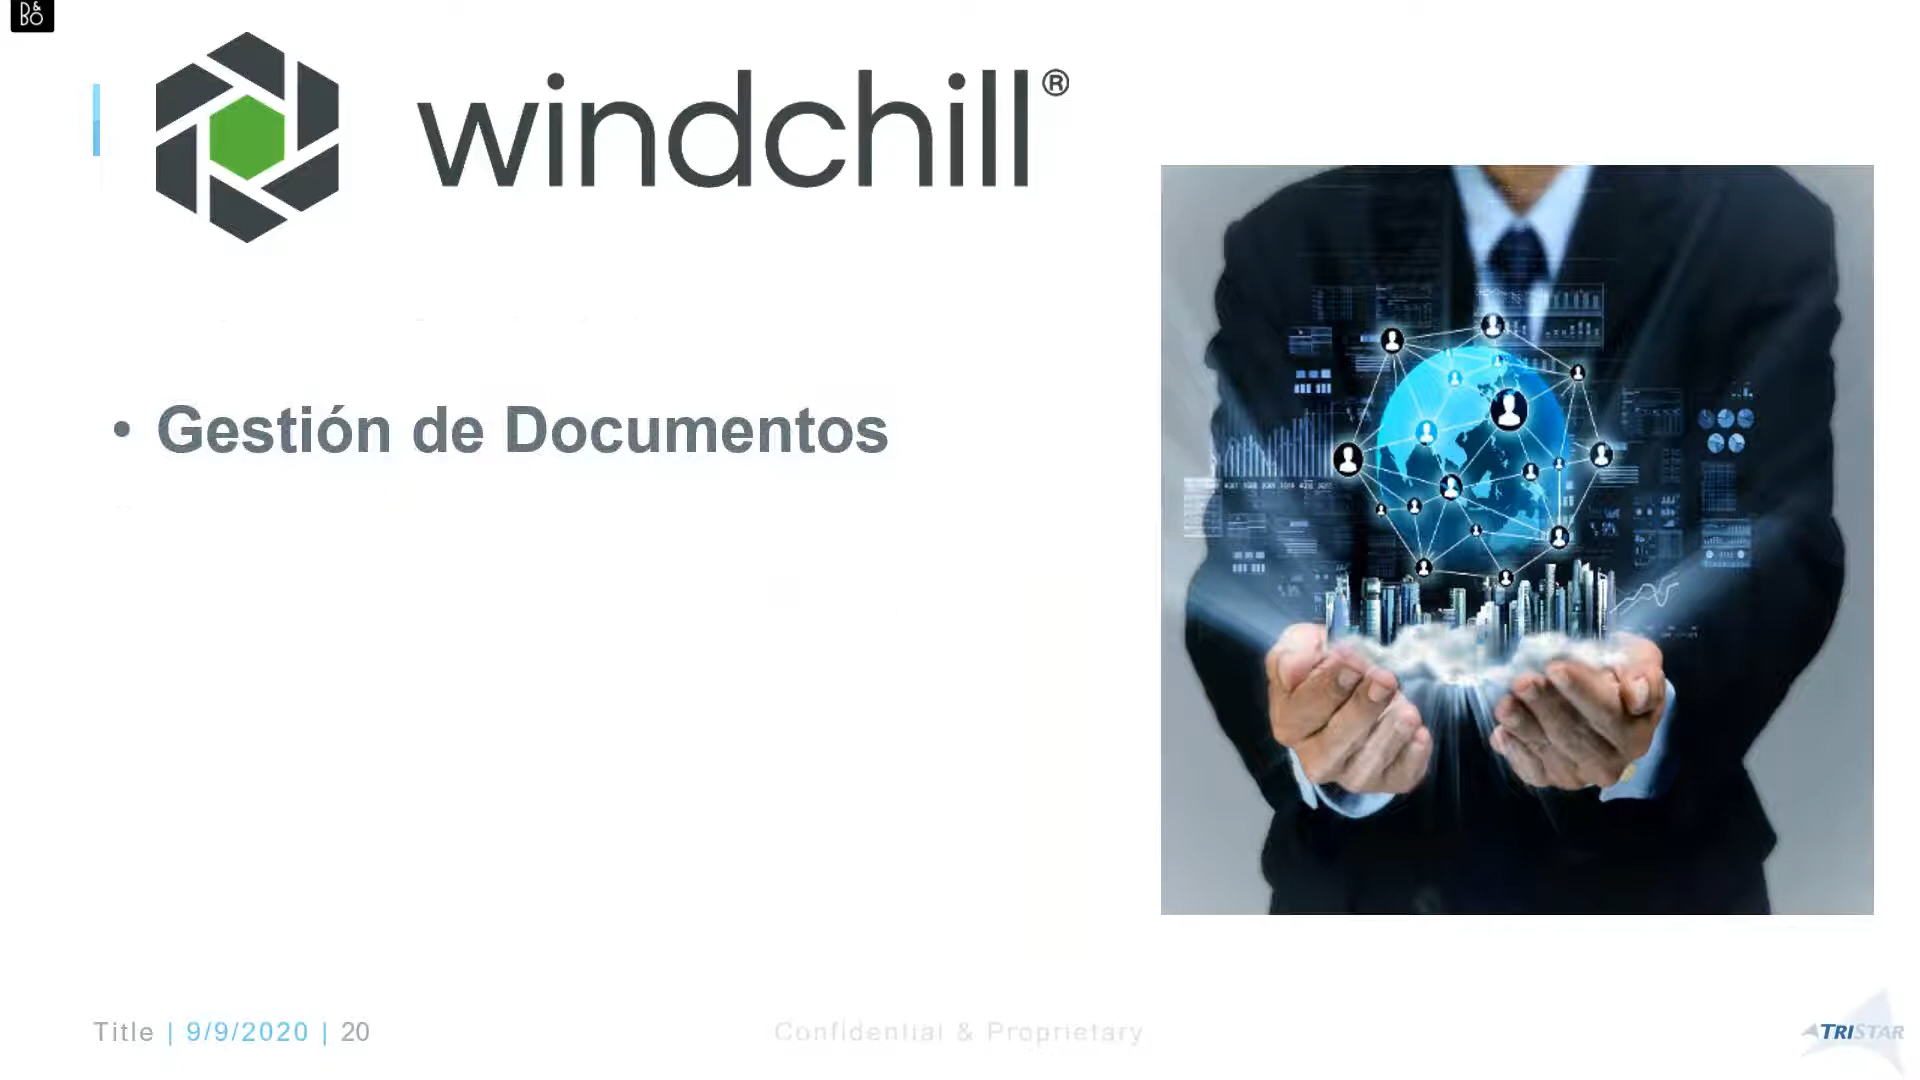 B&O
windchill®
• Gestión de Documentos
Title | 9/9/2020 | 20
Confidential & Proprietary
TRISTAR